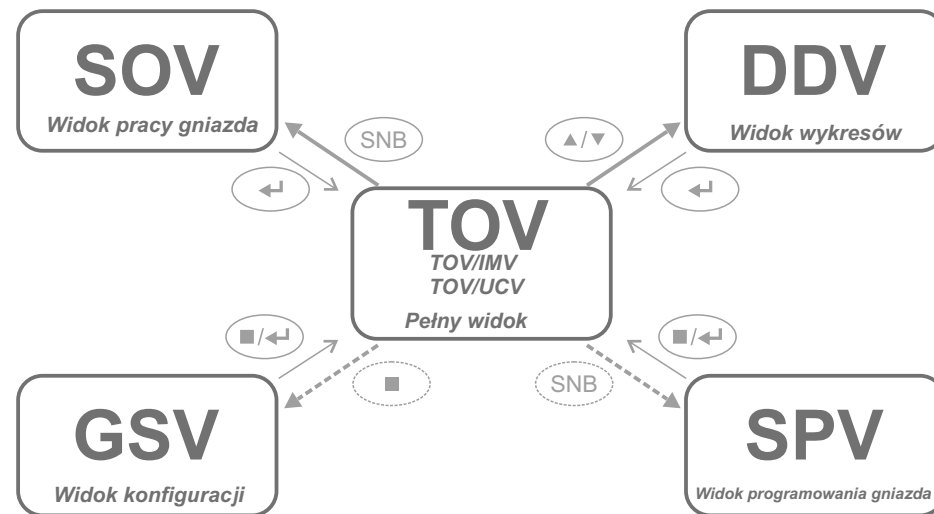 SOV
Widok pracy gniazda
DDV
Widok wykresów
SNB
▲/▼
↵
↵
TOV
TOV/IMV
TOV/UCV
Pełny widok
■/↵
■/↵
■
SNB
GSV
Widok konfiguracji
SPV
Widok programowania gniazda